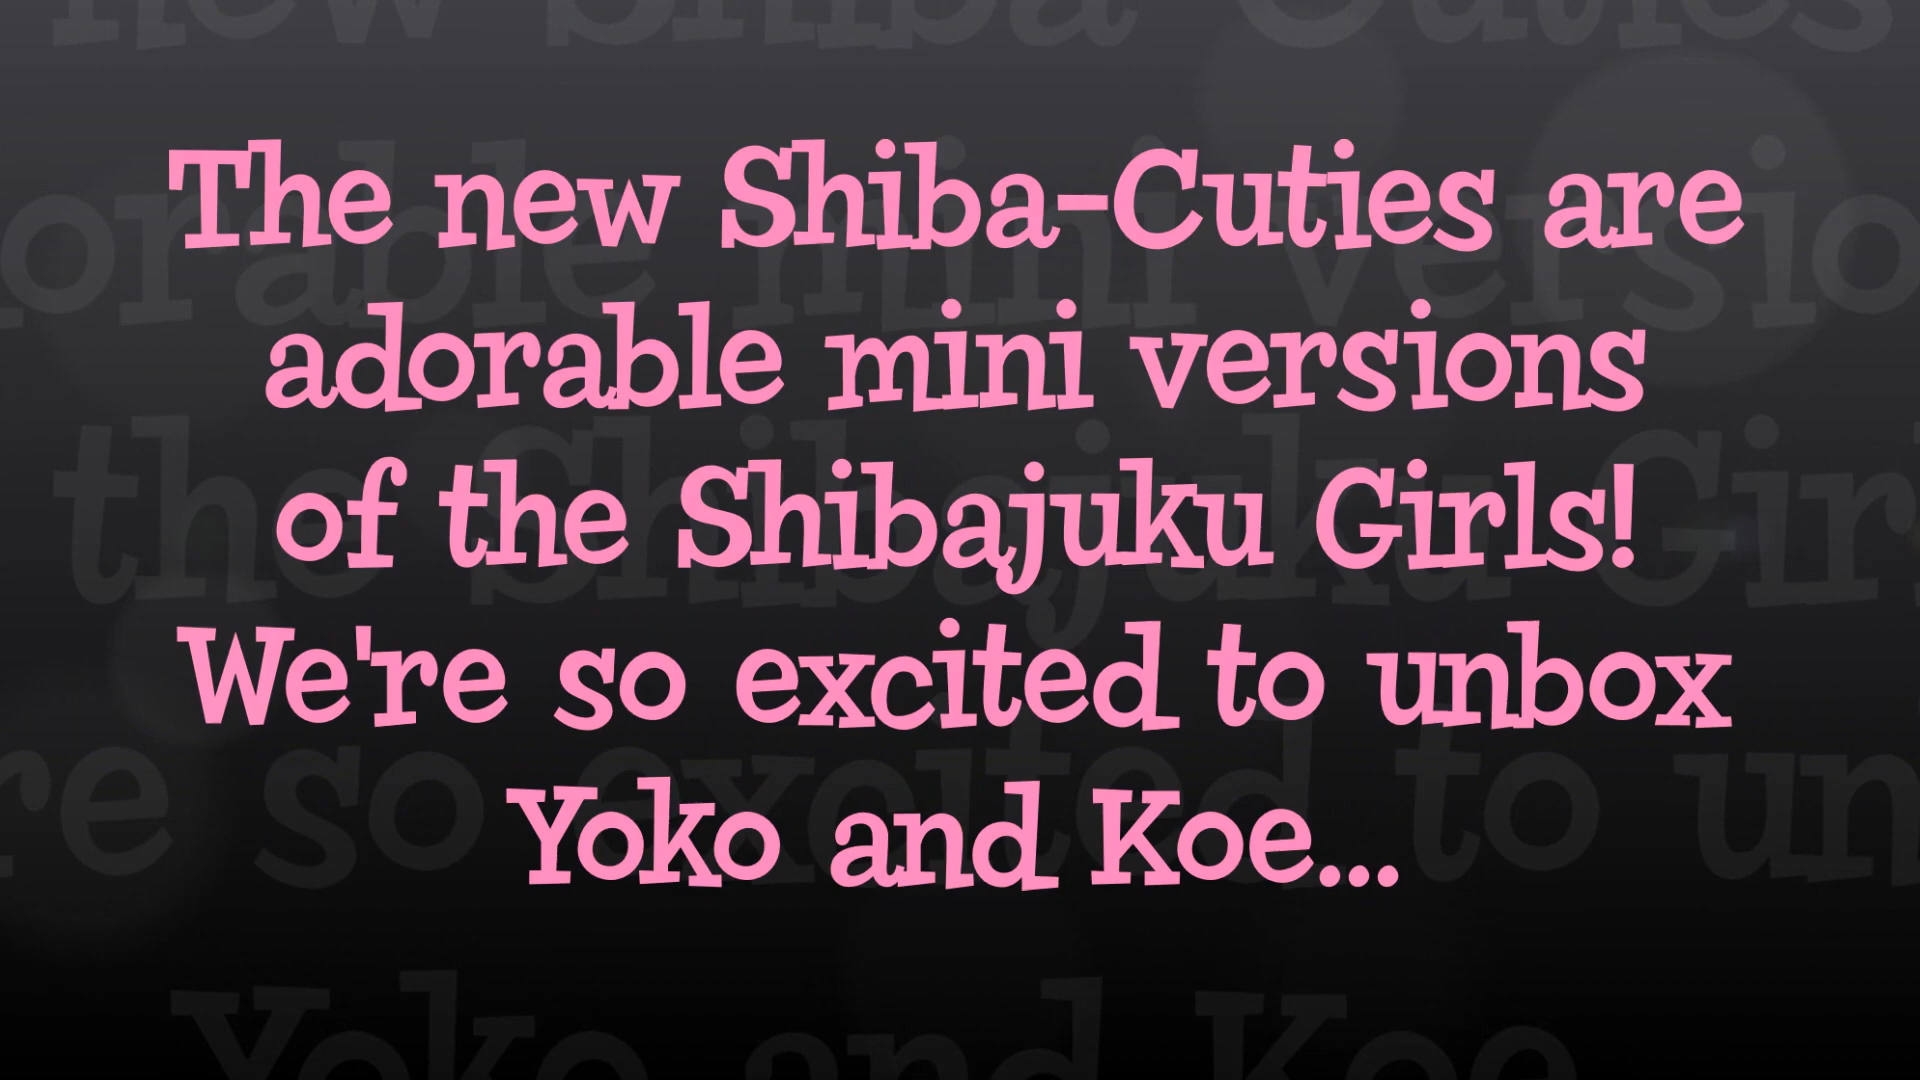 The new Shiba-Cuties are
adorable mini versions
of the Shibajuku Girls!
We're so excited to unbox
Yoko and Koe...